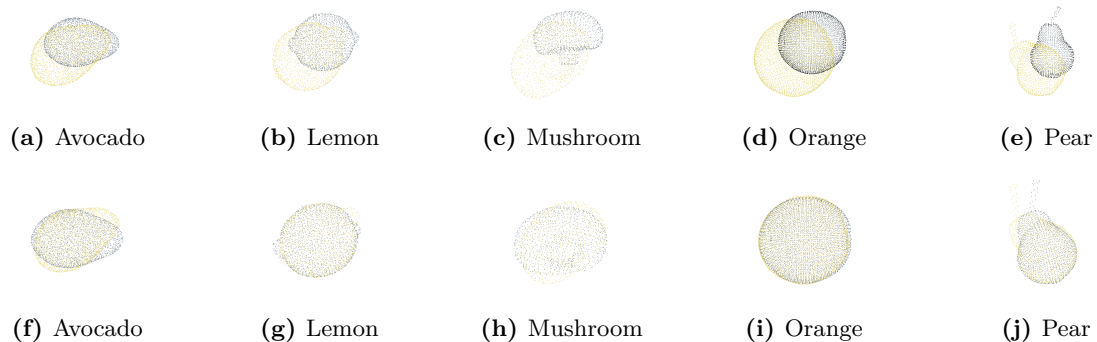 (a) Avocado (b) Lemon (c) Mushroom (d) Orange (e) Pear
(f) Avocado (g) Lemon (h) Mushroom (i) Orange (j) Pear